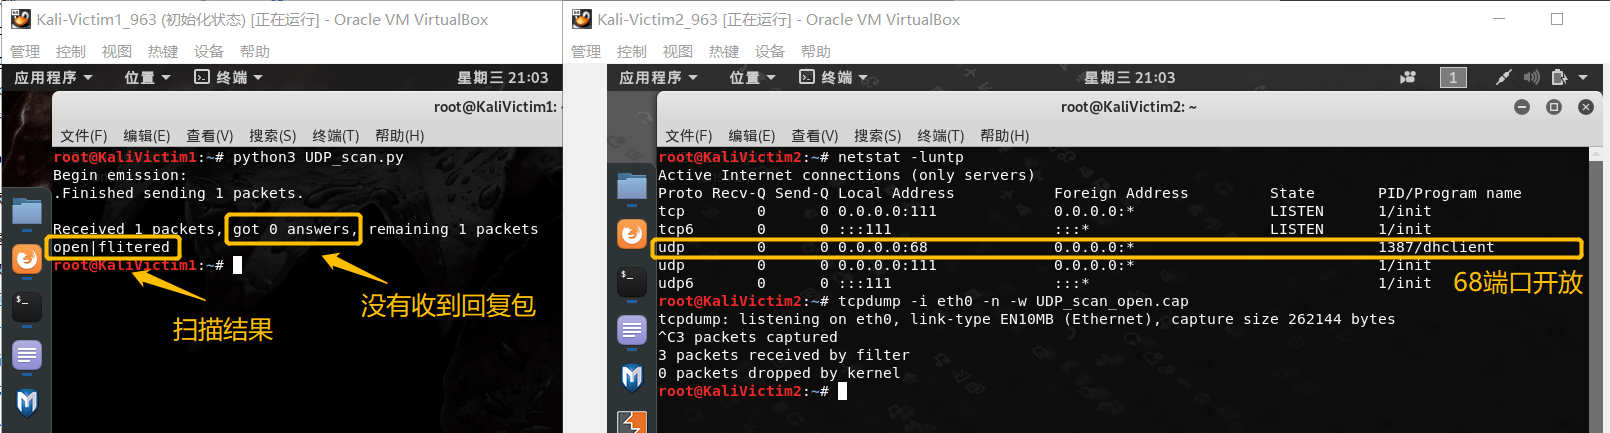 Kali-Victim1_963 (初始化状态) [正在运行] - Oracle VM VirtualBox
管理 控制 视图 热键 设备 帮助
应用程序 位置 终端 星期三 21:03
root@KaliVictim1: ~
文件(F) 编辑(E) 查看(V) 搜索(S) 终端(T) 帮助(H)
root@KaliVictim1:~# python3 UDP_scan.py
Begin emission:
.Finished sending 1 packets.
Received 1 packets, got 0 answers, remaining 1 packets
open|flitered
root@KaliVictim1:~#
扫描结果
没有收到回复包
Kali-Victim2_963 [正在运行] - Oracle VM VirtualBox
管理 控制 视图 热键 设备 帮助
应用程序 位置 终端 星期三 21:03 1
root@KaliVictim2: ~
文件(F) 编辑(E) 查看(V) 搜索(S) 终端(T) 帮助(H)
root@KaliVictim2:~# netstat -luntp
Active Internet connections (only servers)
Proto Recv-Q Send-Q Local Address Foreign Address State PID/Program name
tcp 0 0 0.0.0.0:111 0.0.0.0:* LISTEN 1/init
tcp6 0 0 :::111 :::* LISTEN 1/init
udp 0 0 0.0.0.0:68 0.0.0.0:* 1387/dhclient
udp 0 0 0.0.0.0:111 0.0.0.0:* 1/init
udp6 0 0 :::111 :::* 1/init
68端口开放
root@KaliVictim2:~# tcpdump -i eth0 -n -w UDP_scan_open.cap
tcpdump: listening on eth0, link-type EN10MB (Ethernet), capture size 262144 bytes
^C3 packets captured
3 packets received by filter
0 packets dropped by kernel
root@KaliVictim2:~#